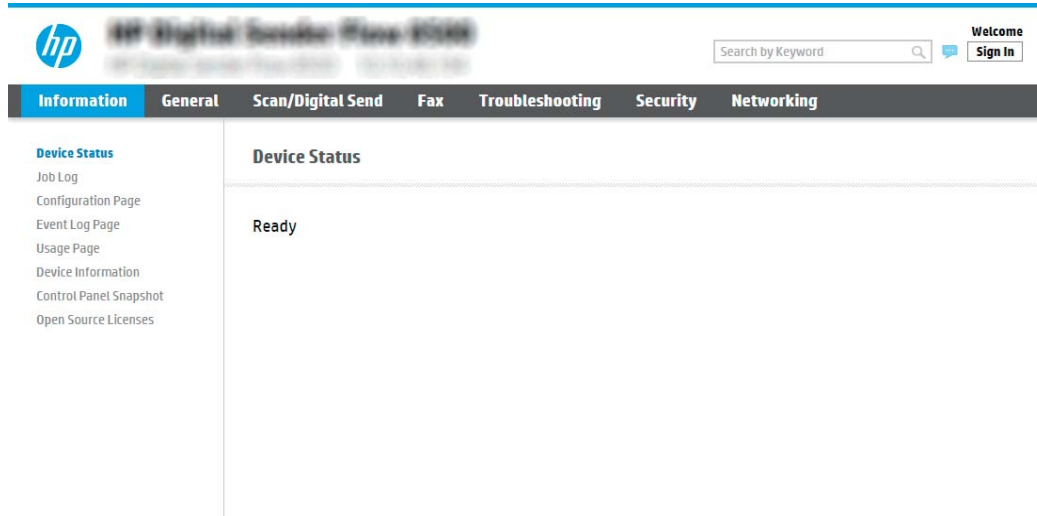 hp
Welcome
Search by Keyword
Sign In
Information General Scan/Digital Send Fax Troubleshooting Security Networking
Device Status
Job Log
Configuration Page
Event Log Page
Usage Page
Device Information
Control Panel Snapshot
Open Source Licenses
Device Status
Ready